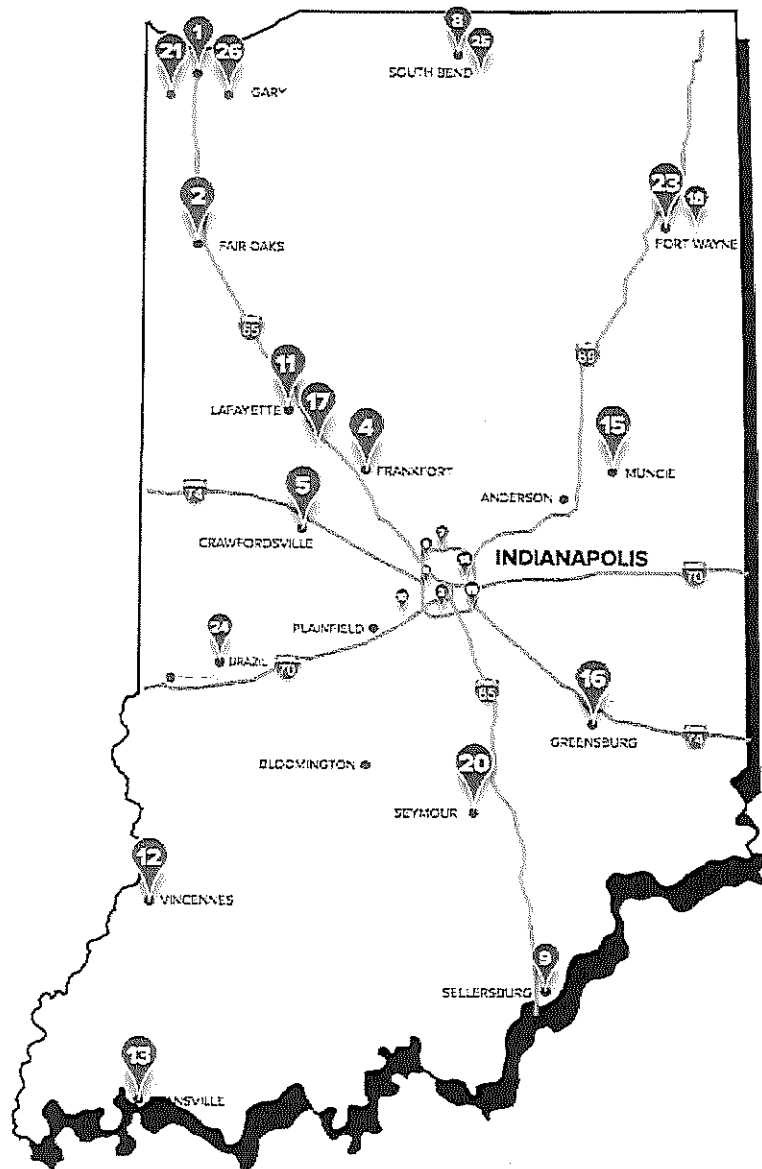 1
8
21
26
25
GARY
SOUTH BEND
2
23
FAIR OAKS
FORT WAYNE
65
69
11
LAFAYETTE
17
4
FRANKFORT
15
MUNCIE
74
5
ANDERSON
CRAWFORDSVILLE
INDIANAPOLIS
70
PLAINFIELD
24
BRAZIL
70
65
16
GREENSBURG
74
BLOOMINGTON
20
SEYMOUR
12
VINCENNES
9
SELLERSBURG
ANSVILLE